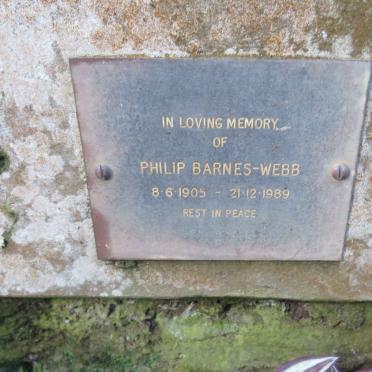 IN LOVING MEMORY
OF
PHILIP BARNES-WEBB
8·6·1905 - 21·12·1989
REST IN PEACE